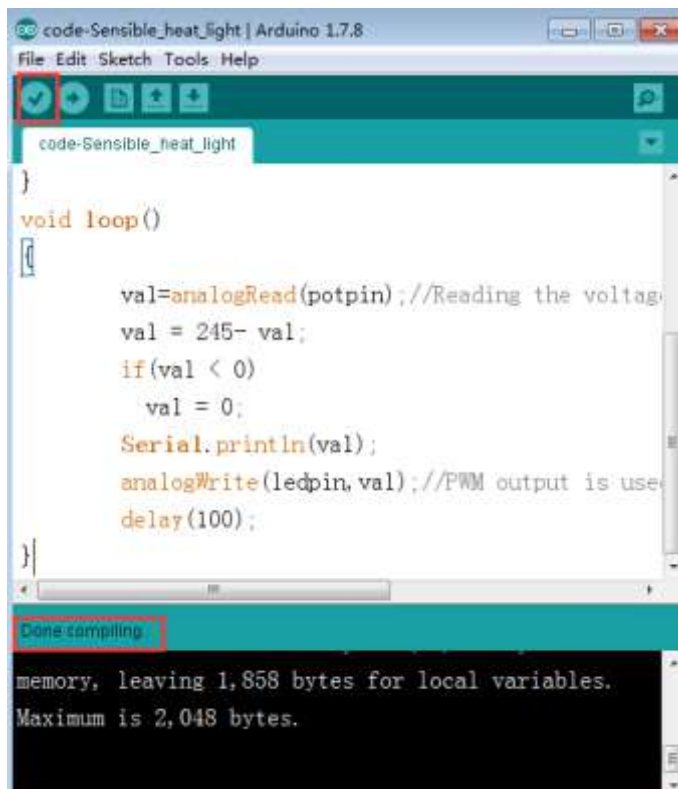 code-Sensible_heat_light | Arduino 1.7.8
File Edit Sketch Tools Help
code-Sensible_heat_light
}
void loop()
{
val=analogRead(potpin);//Reading the voltag
val = 245- val;
if(val < 0)
val = 0;
Serial.println(val);
analogWrite(ledpin,val);//PWM output is use
delay(100);
}
Done compiling
memory, leaving 1,858 bytes for local variables.
Maximum is 2,048 bytes.